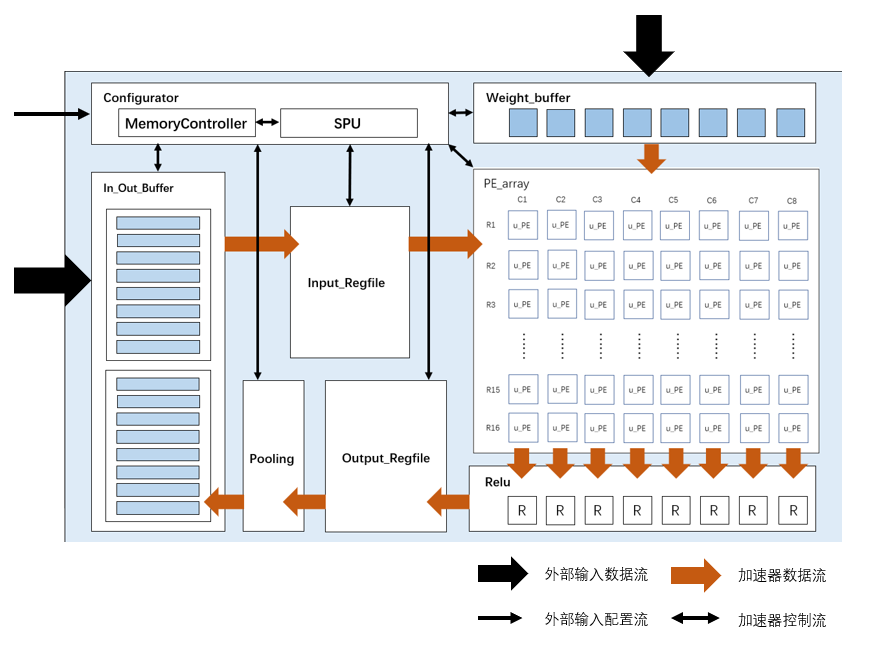 Configurator
MemoryController
SPU
Weight_buffer
In_Out_Buffer
Input_Regfile
PE_array
C1 C2 C3 C4 C5 C6 C7 C8
R1 u_PE u_PE u_PE u_PE u_PE u_PE u_PE u_PE
R2 u_PE u_PE u_PE u_PE u_PE u_PE u_PE u_PE
R3 u_PE u_PE u_PE u_PE u_PE u_PE u_PE u_PE
R15 u_PE u_PE u_PE u_PE u_PE u_PE u_PE u_PE
R16 u_PE u_PE u_PE u_PE u_PE u_PE u_PE u_PE
Pooling
Output_Regfile
Relu
R R R R R R R R
外部输入数据流
加速器数据流
外部输入配置流
加速器控制流